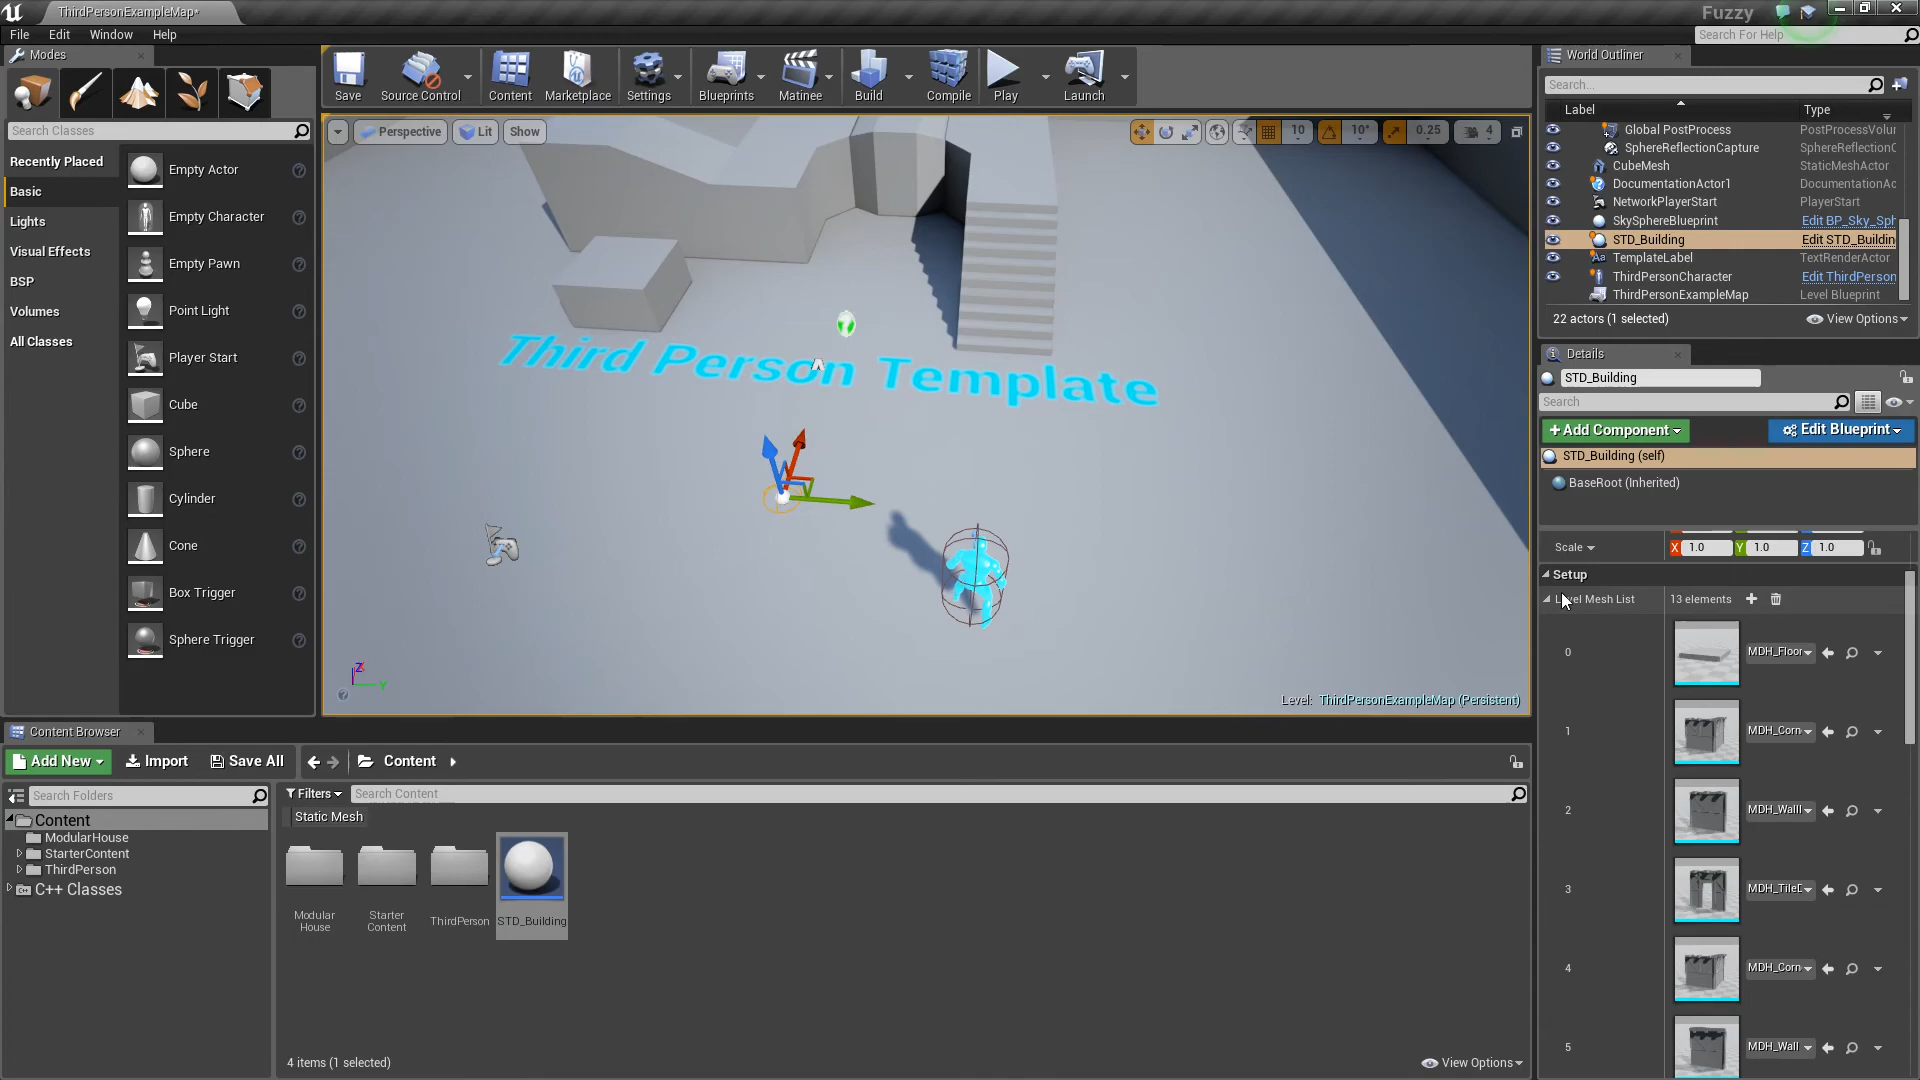 ThirdPersonExampleMap*
Fuzzy
File Edit Window Help
Search For Help
Modes
Search Classes
Recently Placed
Basic
Lights
Visual Effects
BSP
Volumes
All Classes
Empty Actor
Empty Character
Empty Pawn
Point Light
Player Start
Cube
Sphere
Cylinder
Cone
Box Trigger
Sphere Trigger
Save Source Control Content Marketplace Settings Blueprints Matinee Build Compile Play Launch
Perspective Lit Show
10 10° 0.25 4
Third Person Template
Level: ThirdPersonExampleMap (Persistent)
World Outliner
Search...
Label Type
Global PostProcess PostProcessVolur
SphereReflectionCapture SphereReflectionC
CubeMesh StaticMeshActor
DocumentationActor1 DocumentationAc
NetworkPlayerStart PlayerStart
SkySphereBlueprint Edit BP_Sky_Sph
STD_Building Edit STD_Buildin
TemplateLabel TextRenderActor
ThirdPersonCharacter Edit ThirdPerson
ThirdPersonExampleMap Level Blueprint
22 actors (1 selected) View Options
Details
STD_Building
Search
+ Add Component Edit Blueprint
STD_Building (self)
BaseRoot (Inherited)
Scale X 1.0 Y 1.0 Z 1.0
Setup
Level Mesh List 13 elements
0 MDH_Floor
1 MDH_Corn
2 MDH_Walll
3 MDH_TileD
4 MDH_Corn
5 MDH_Wall
Content Browser
Add New Import Save All Content
Search Folders
Content
ModularHouse
StarterContent
ThirdPerson
C++ Classes
Filters Search Content
Static Mesh
Modular
House
Starter
Content
ThirdPerson
STD_Building
4 items (1 selected) View Options